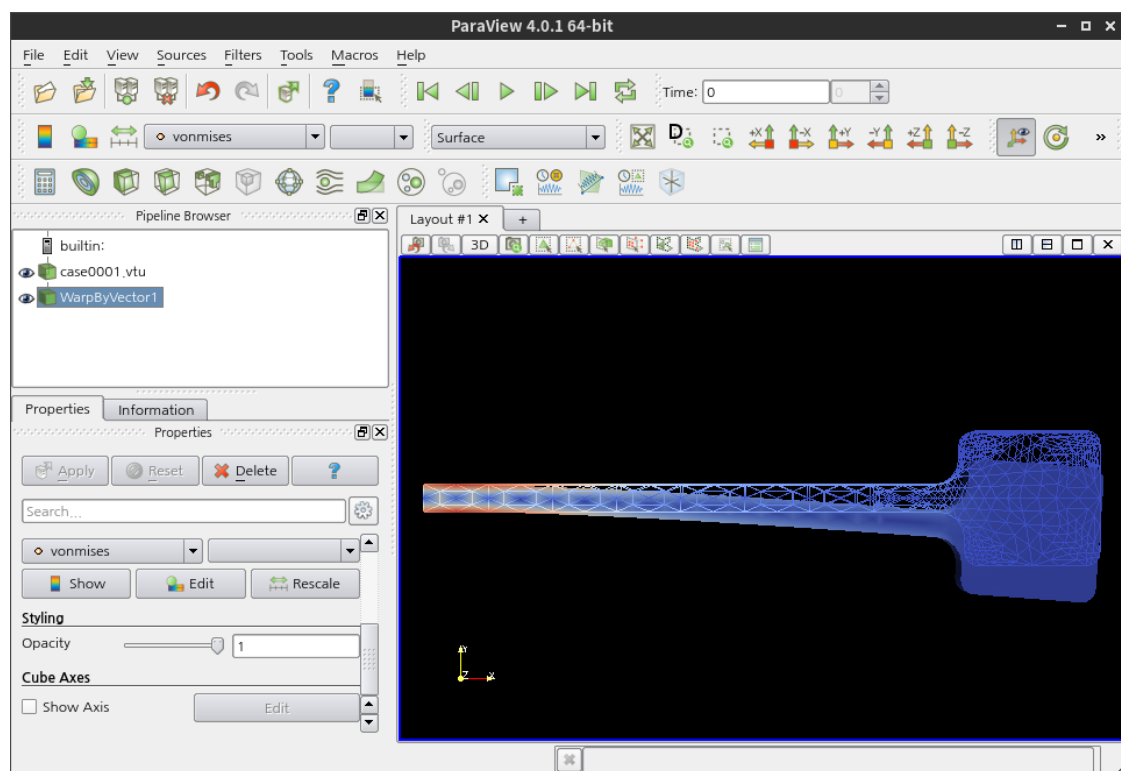 ParaView 4.0.1 64-bit
File Edit View Sources Filters Tools Macros Help
Time: 0 0
vonmises Surface D +X -X +Y -Y +Z -Z »
Pipeline Browser
Layout #1
3D
builtin:
case0001.vtu
WarpByVector1
Properties Information
Properties
Apply Reset Delete ?
Search...
vonmises
Show Edit Rescale
Styling
Opacity 1
Cube Axes
Show Axis Edit
Y
Z X